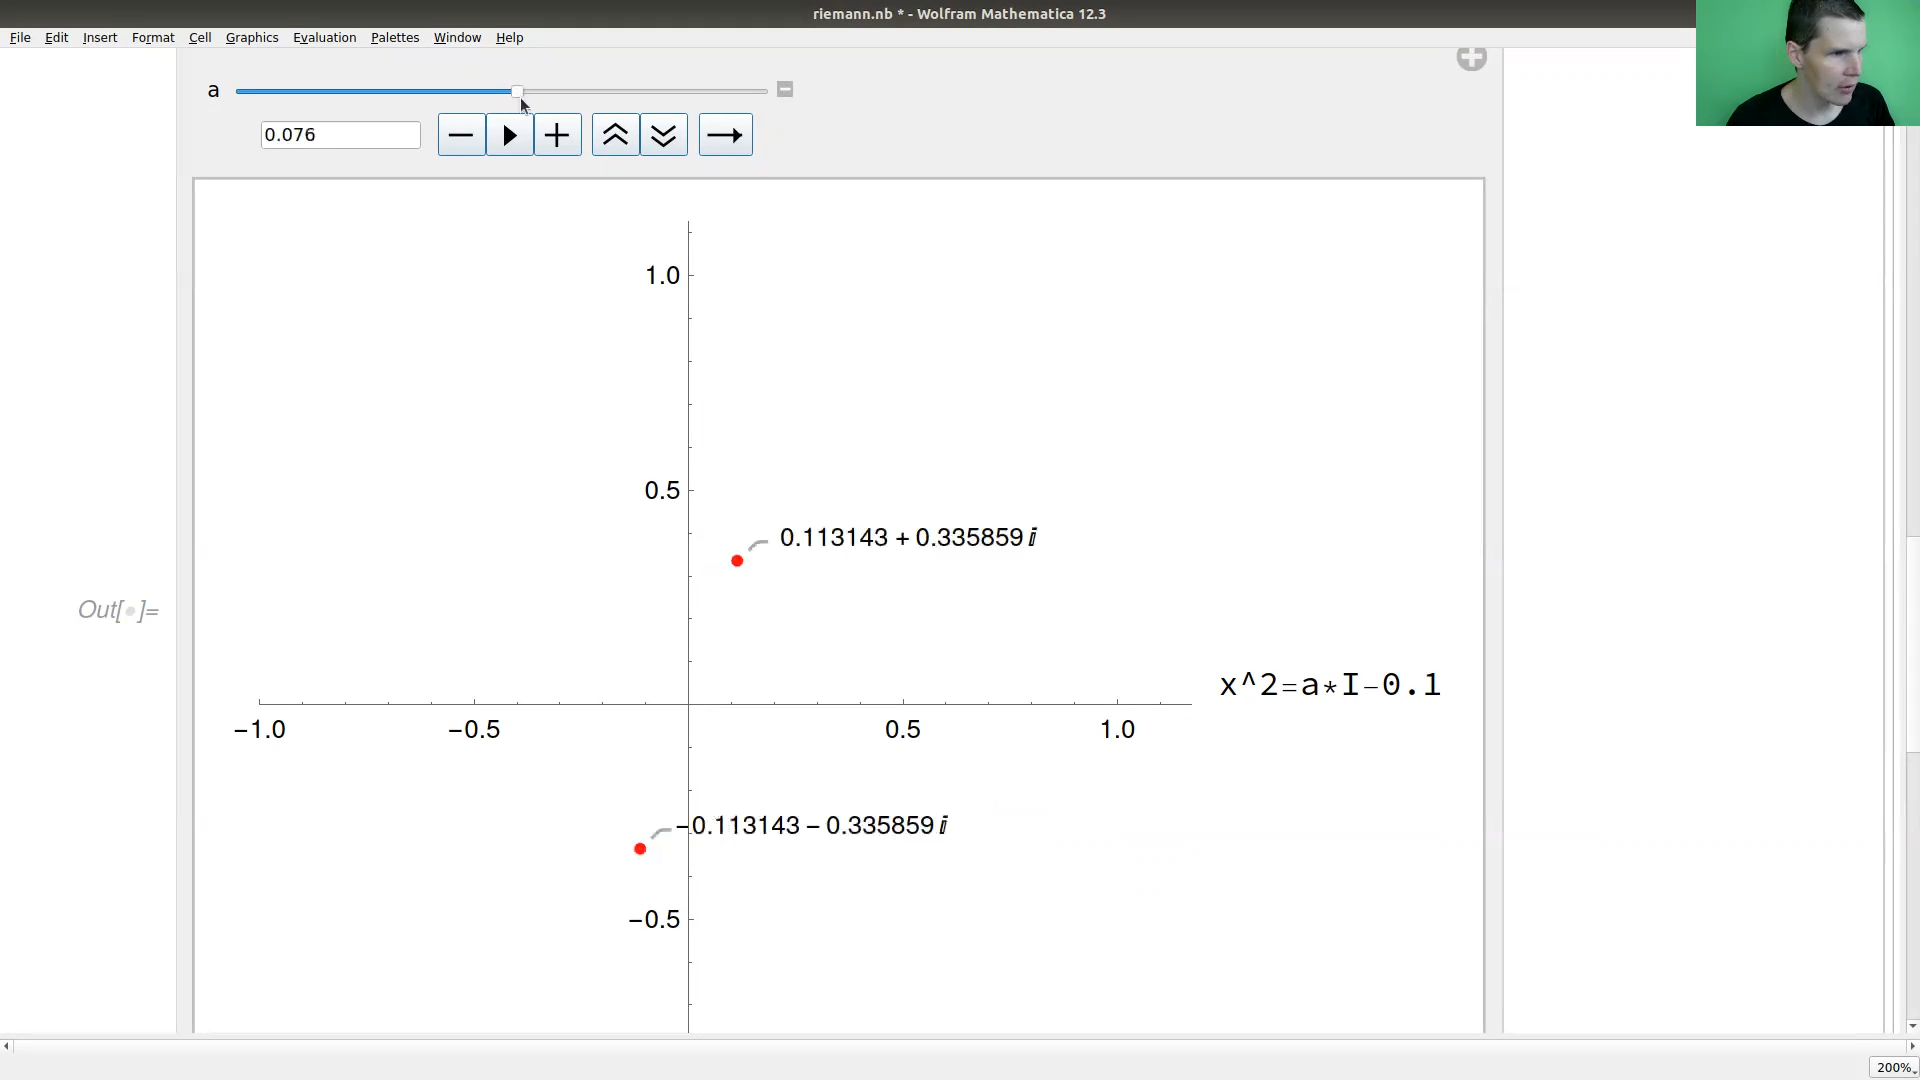 riemann.nb * - Wolfram Mathematica 12.3
File Edit Insert Format Cell Graphics Evaluation Palettes Window Help
a
0.076
1.0
0.5
0.113143 + 0.335859 ⅈ
Out[•]=
x^2=a*I-0.1
−1.0 −0.5 0.5 1.0
−0.113143 − 0.335859 ⅈ
−0.5
200%